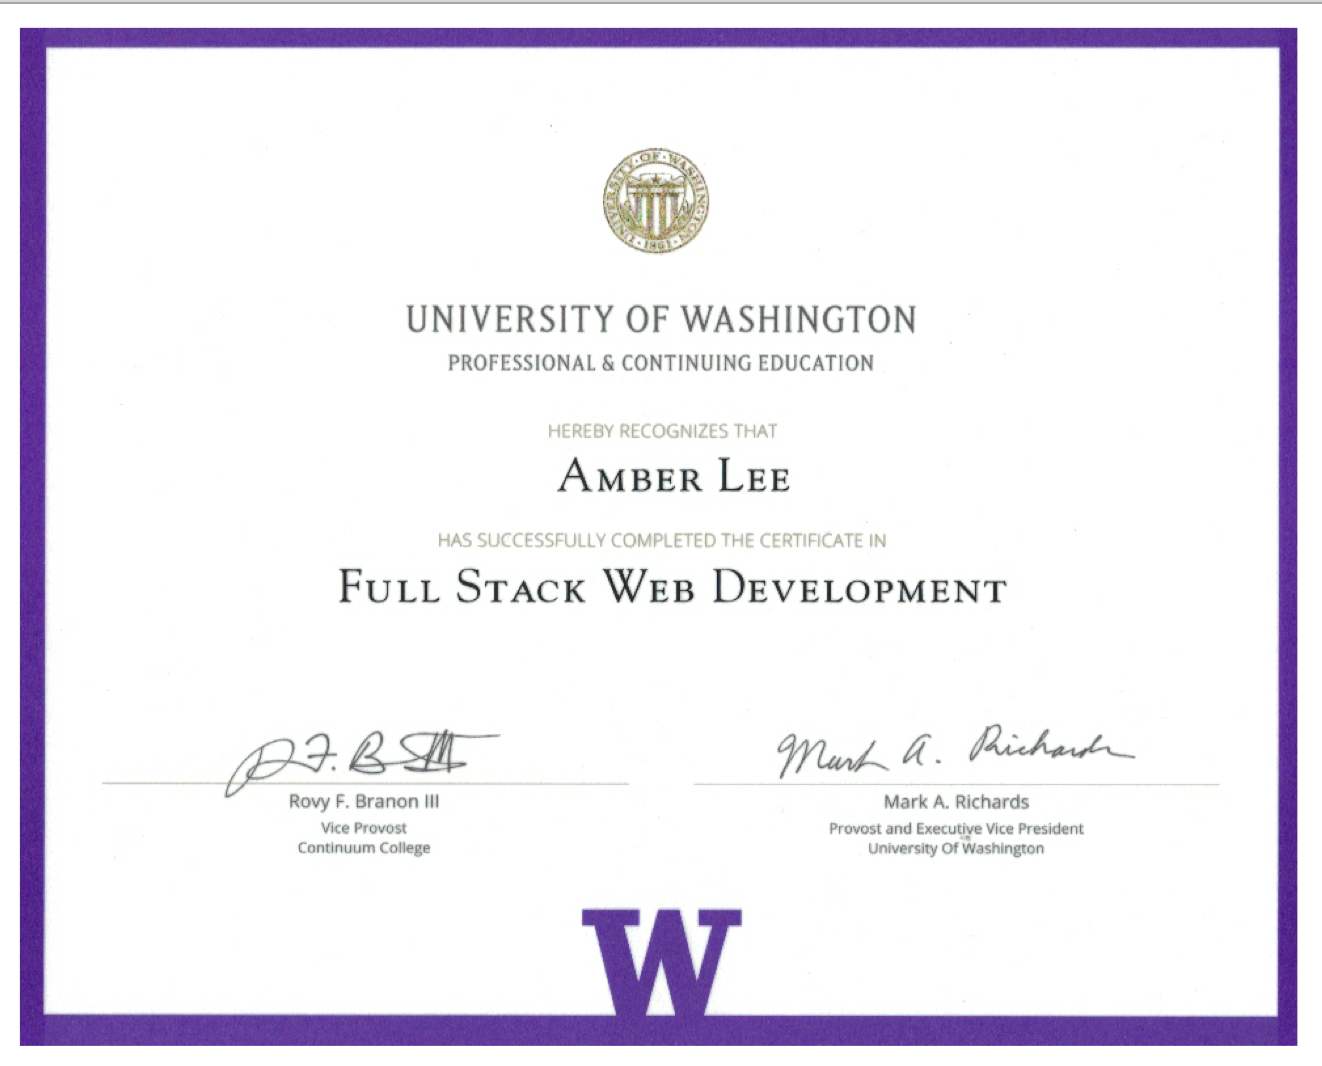 UNIVERSITY OF WASHINGTON
1861
UNIVERSITY OF WASHINGTON
PROFESSIONAL & CONTINUING EDUCATION
HEREBY RECOGNIZES THAT
AMBER LEE
HAS SUCCESSFULLY COMPLETED THE CERTIFICATE IN
FULL STACK WEB DEVELOPMENT
Mark A. Richards
Rovy F. Branon III
Vice Provost
Continuum College
Mark A. Richards
Provost and Executive Vice President
University Of Washington
W